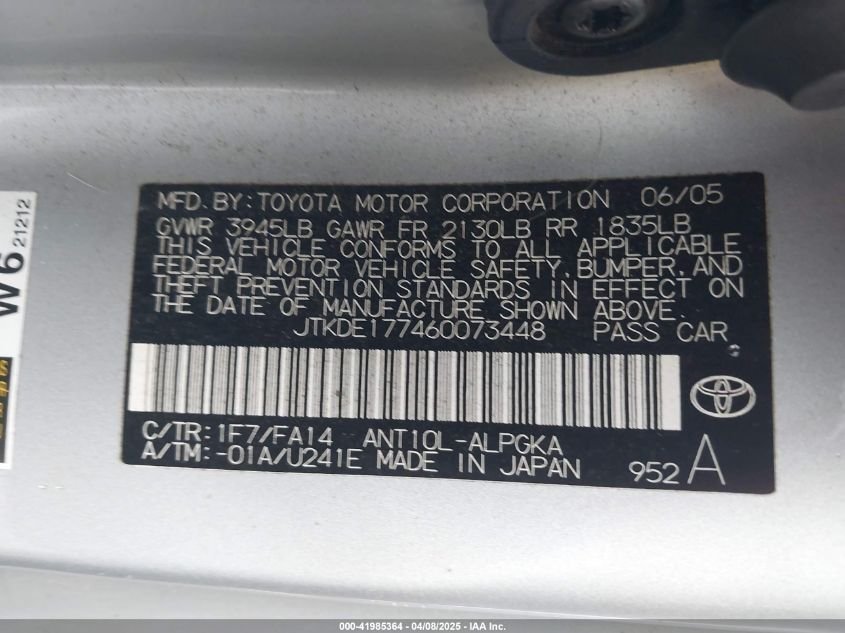 MFD. BY: TOYOTA MOTOR CORPORATION 06/05
GVWR 3945LB GAWR FR 2130LB RR 1835LB
THIS VEHICLE CONFORMS TO ALL APPLICABLE
FEDERAL MOTOR VEHICLE SAFETY, BUMPER, AND
THEFT PREVENTION STANDARDS IN EFFECT ON
THE DATE OF MANUFACTURE SHOWN ABOVE.
JTKDE177460073448 PASS CAR
C/TR: 1F7/FA14 ANT10L-ALPGKA
A/TM: -01A/U241E MADE IN JAPAN
952 A
W6 21212
000-41985364 / 04/08/2025 - IAA Inc.